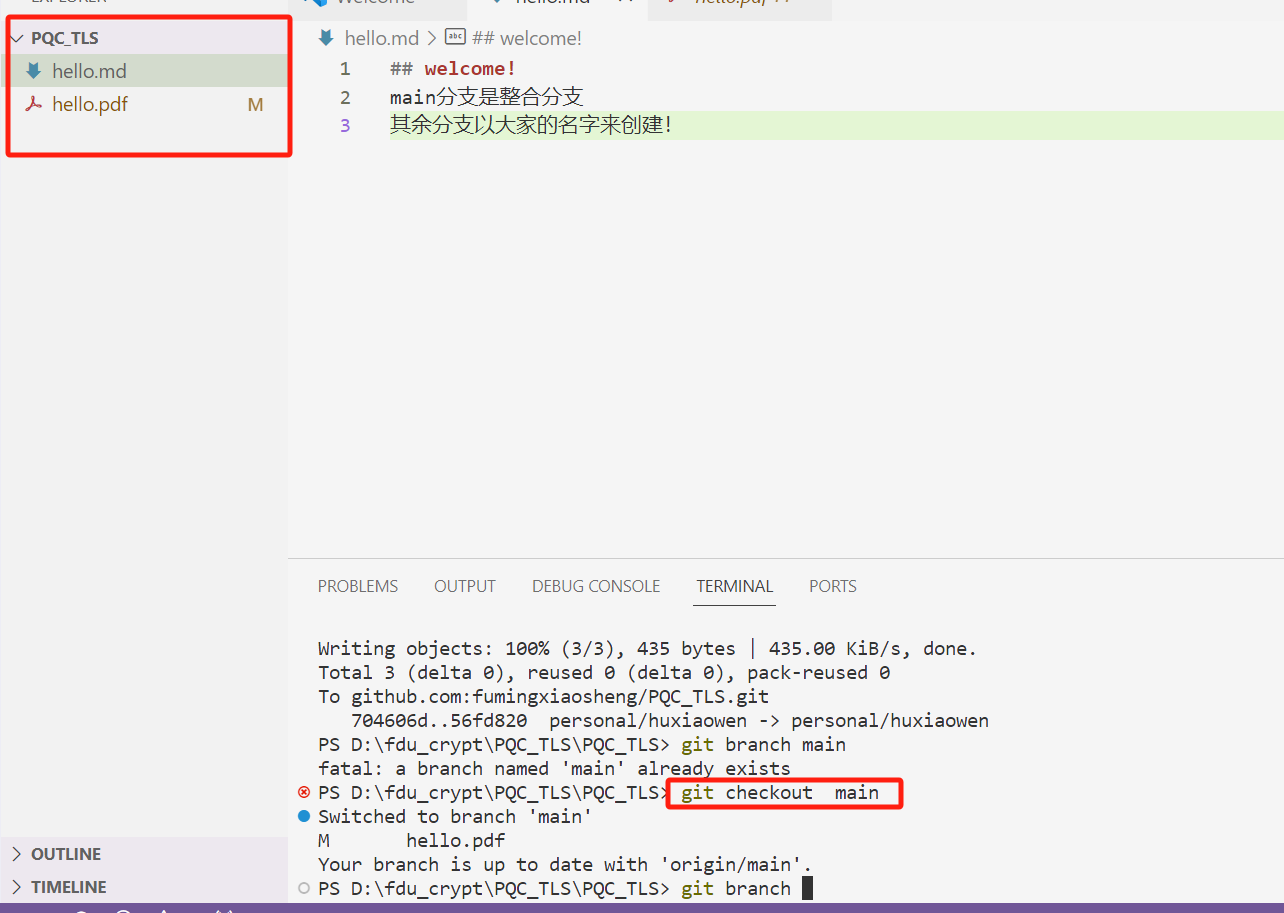 EXPLORER
Welcome
hello.md
hello.pdf
PQC_TLS
hello.md
hello.pdf M
hello.md > ## welcome!
1 ## welcome!
2 main分支是整合分支
3 其余分支以大家的名字来创建!
PROBLEMS OUTPUT DEBUG CONSOLE TERMINAL PORTS
Writing objects: 100% (3/3), 435 bytes | 435.00 KiB/s, done.
Total 3 (delta 0), reused 0 (delta 0), pack-reused 0
To github.com:fumingxiaosheng/PQC_TLS.git
704606d..56fd820 personal/huxiaowen -> personal/huxiaowen
PS D:\fdu_crypt\PQC_TLS\PQC_TLS> git branch main
fatal: a branch named 'main' already exists
PS D:\fdu_crypt\PQC_TLS\PQC_TLS> git checkout  main
Switched to branch 'main'
M hello.pdf
Your branch is up to date with 'origin/main'.
PS D:\fdu_crypt\PQC_TLS\PQC_TLS> git branch
OUTLINE
TIMELINE